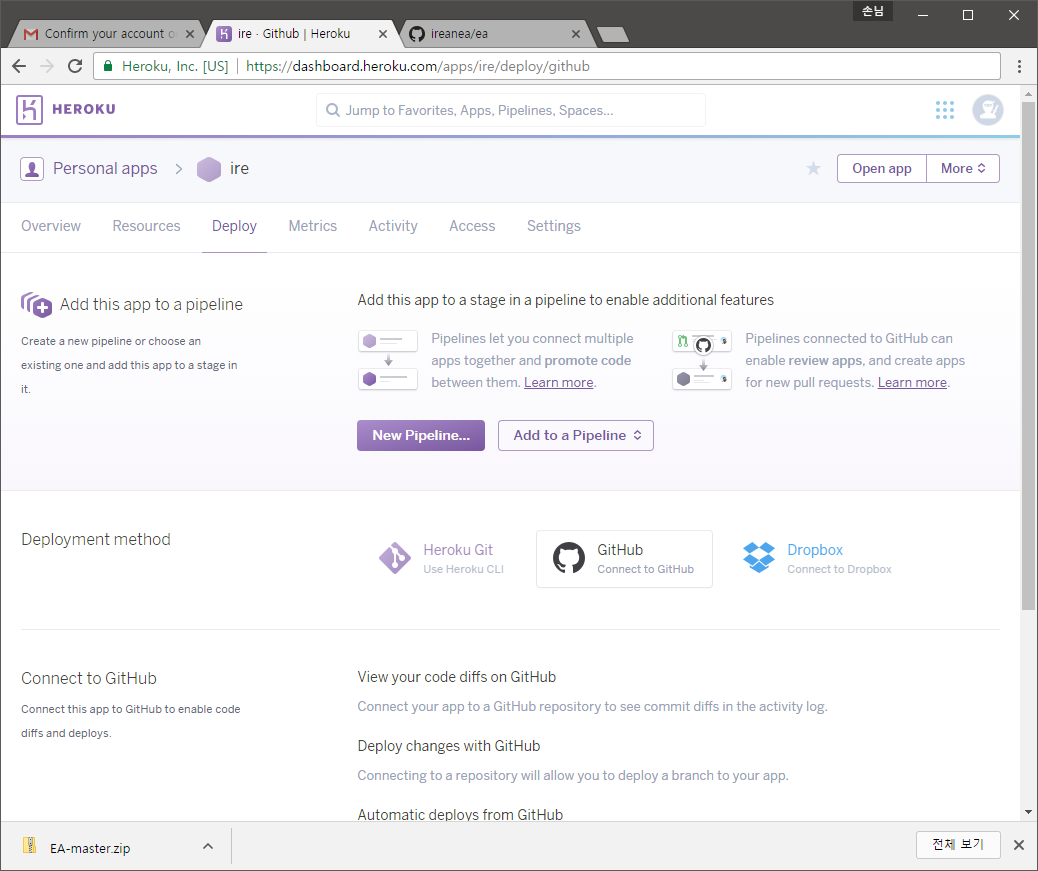 손님
Confirm your account o
ire · Github | Heroku
ireanea/ea
Heroku, Inc. [US] https://dashboard.heroku.com/apps/ire/deploy/github
HEROKU
Jump to Favorites, Apps, Pipelines, Spaces...
Personal apps > ire
Open app
More
Overview Resources Deploy Metrics Activity Access Settings
Add this app to a pipeline
Create a new pipeline or choose an
existing one and add this app to a stage in
it.
Add this app to a stage in a pipeline to enable additional features
Pipelines let you connect multiple
apps together and promote code
between them. Learn more.
Pipelines connected to GitHub can
enable review apps, and create apps
for new pull requests. Learn more.
New Pipeline...
Add to a Pipeline
Deployment method
Heroku Git
Use Heroku CLI
GitHub
Connect to GitHub
Dropbox
Connect to Dropbox
Connect to GitHub
Connect this app to GitHub to enable code
diffs and deploys.
View your code diffs on GitHub
Connect your app to a GitHub repository to see commit diffs in the activity log.
Deploy changes with GitHub
Connecting to a repository will allow you to deploy a branch to your app.
Automatic deploys from GitHub
EA-master.zip
전체 보기